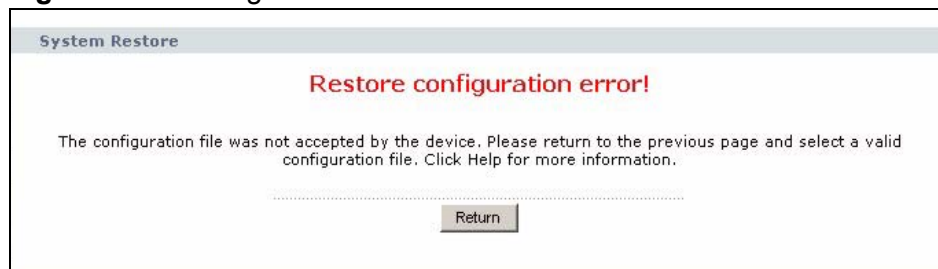 System Restore
Restore configuration error!
The configuration file was not accepted by the device. Please return to the previous page and select a valid
configuration file. Click Help for more information.
Return